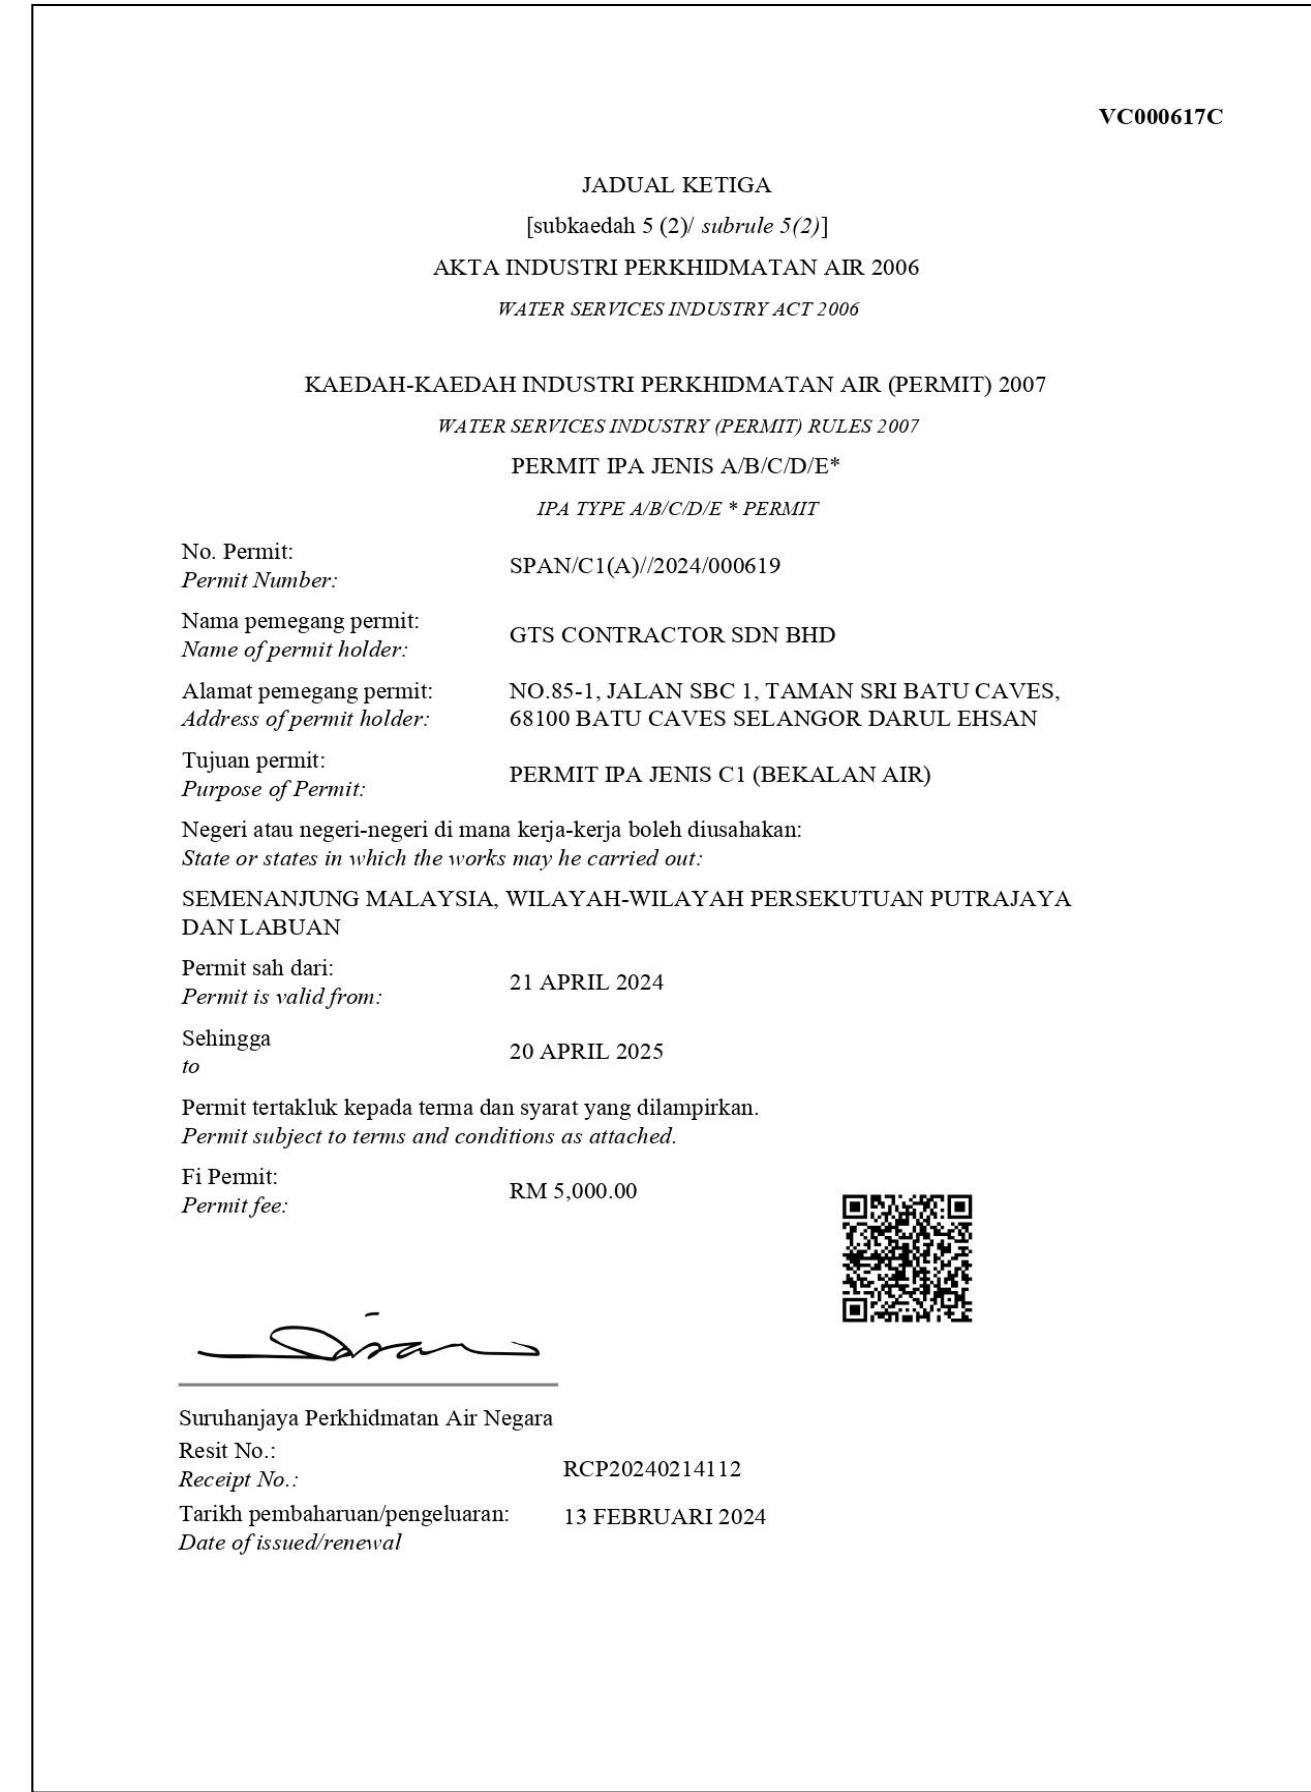 VC000617C
JADUAL KETIGA
[subkaedah 5 (2)/ subrule 5(2)]
AKTA INDUSTRI PERKHIDMATAN AIR 2006
WATER SERVICES INDUSTRY ACT 2006
KAEDAH-KAEDAH INDUSTRI PERKHIDMATAN AIR (PERMIT) 2007
WATER SERVICES INDUSTRY (PERMIT) RULES 2007
PERMIT IPA JENIS A/B/C/D/E*
IPA TYPE A/B/C/D/E * PERMIT
No. Permit:
Permit Number:
SPAN/C1(A)//2024/000619
Nama pemegang permit:
Name of permit holder:
GTS CONTRACTOR SDN BHD
Alamat pemegang permit:
Address of permit holder:
NO.85-1, JALAN SBC 1, TAMAN SRI BATU CAVES,
68100 BATU CAVES SELANGOR DARUL EHSAN
Tujuan permit:
Purpose of Permit:
PERMIT IPA JENIS C1 (BEKALAN AIR)
Negeri atau negeri-negeri di mana kerja-kerja boleh diusahakan:
State or states in which the works may he carried out:
SEMENANJUNG MALAYSIA, WILAYAH-WILAYAH PERSEKUTUAN PUTRAJAYA
DAN LABUAN
Permit sah dari:
Permit is valid from:
21 APRIL 2024
Sehingga
to
20 APRIL 2025
Permit tertakluk kepada terma dan syarat yang dilampirkan.
Permit subject to terms and conditions as attached.
Fi Permit:
Permit fee:
RM 5,000.00
Suruhanjaya Perkhidmatan Air Negara
Resit No.:
Receipt No.:
RCP20240214112
Tarikh pembaharuan/pengeluaran:
Date of issued/renewal
13 FEBRUARI 2024